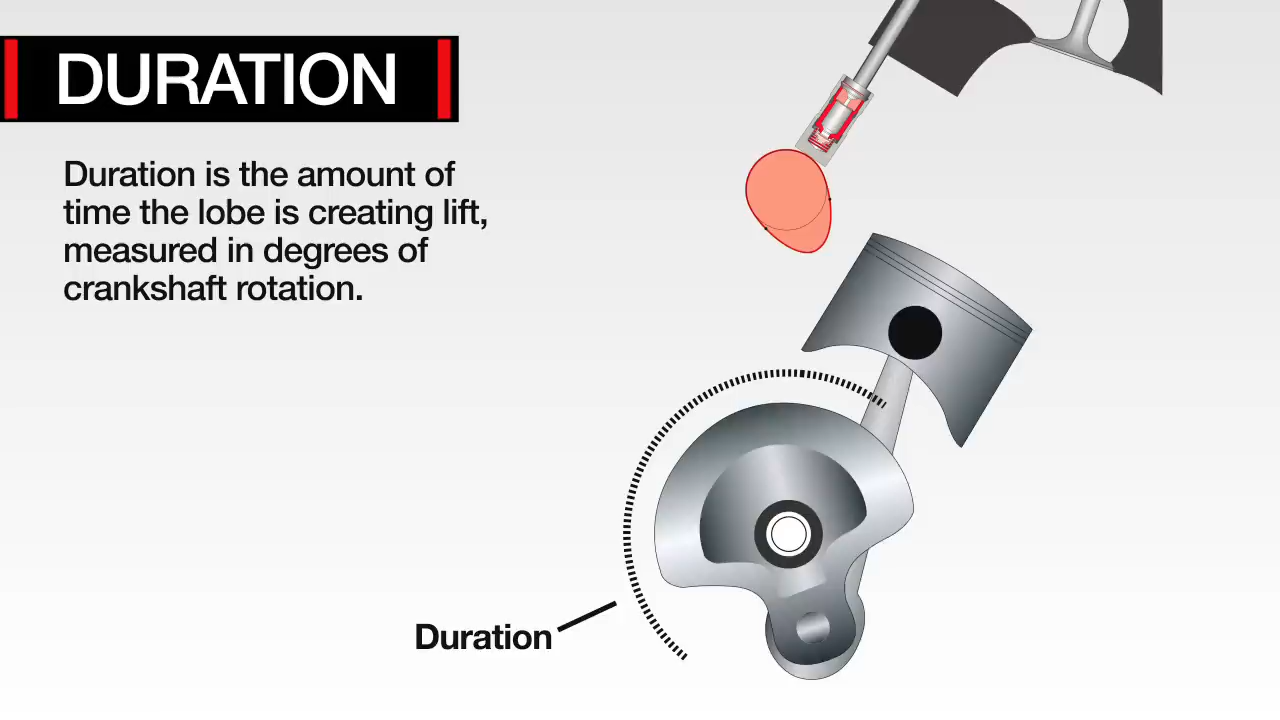 DURATION
Duration is the amount of
time the lobe is creating lift,
measured in degrees of
crankshaft rotation.
Duration